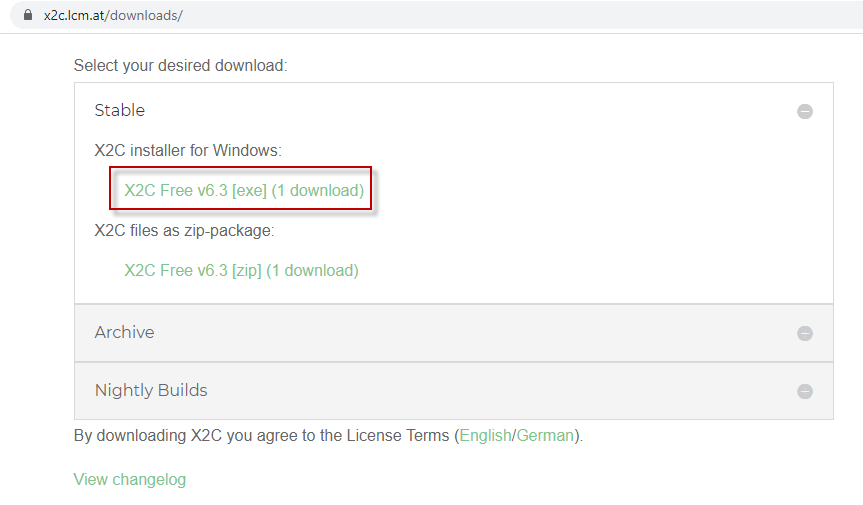 x2c.lcm.at/downloads/
Select your desired download:
Stable
X2C installer for Windows:
X2C Free v6.3 [exe] (1 download)
X2C files as zip-package:
X2C Free v6.3 [zip] (1 download)
Archive
Nightly Builds
By downloading X2C you agree to the License Terms (English/German).
View changelog